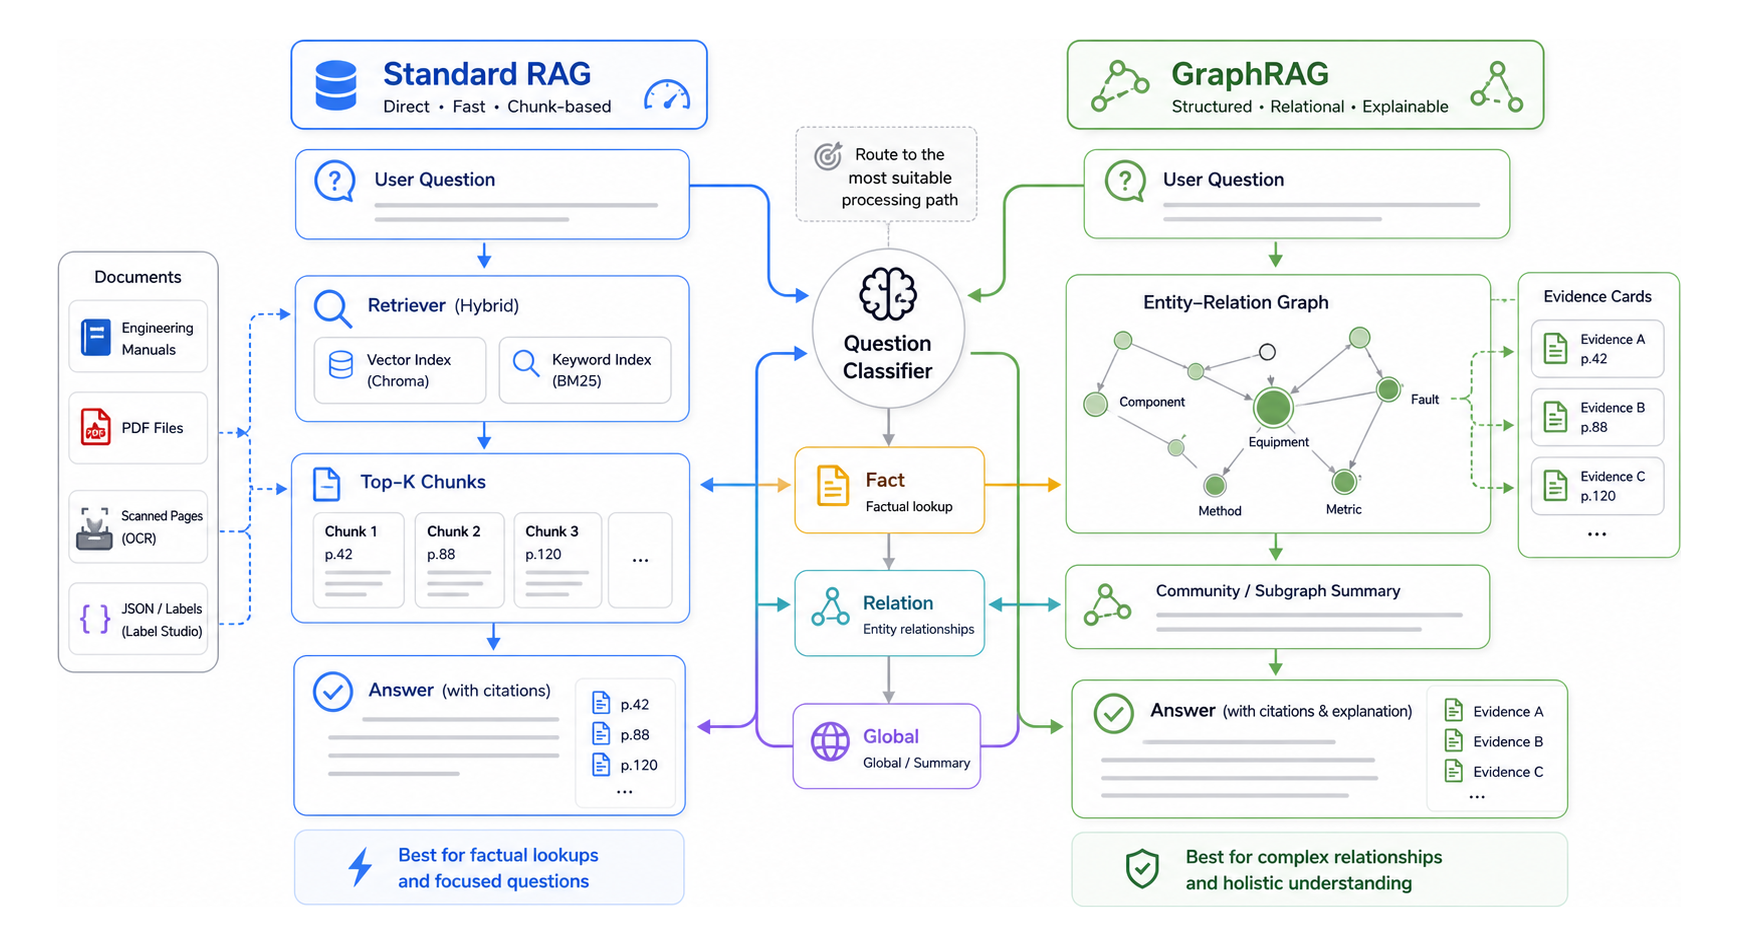 Standard RAG
Direct • Fast • Chunk-based
GraphRAG
Structured • Relational • Explainable
Route to the
most suitable
processing path
User Question
User Question
Documents
Engineering
Manuals
PDF Files
PDF
Scanned Pages
(OCR)
{ } JSON / Labels
(Label Studio)
Retriever (Hybrid)
Vector Index
(Chroma)
Keyword Index
(BM25)
Top-K Chunks
Chunk 1
p.42
Chunk 2
p.88
Chunk 3
p.120
...
Answer (with citations)
p.42
p.88
p.120
...
Best for factual lookups
and focused questions
Question
Classifier
Fact
Factual lookup
Relation
Entity relationships
Global
Global / Summary
Entity-Relation Graph
Component
Equipment
Fault
Method
Metric
Evidence Cards
Evidence A
p.42
Evidence B
p.88
Evidence C
p.120
...
Community / Subgraph Summary
Answer (with citations & explanation)
Evidence A
Evidence B
Evidence C
...
Best for complex relationships
and holistic understanding